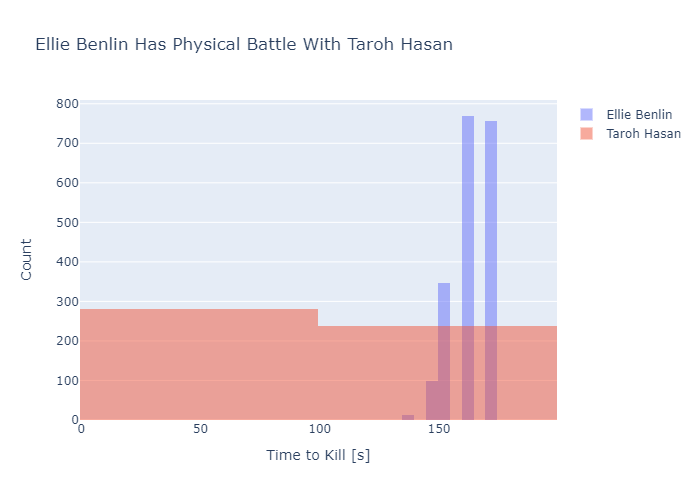 Ellie Benlin Has Physical Battle With Taroh Hasan
Ellie Benlin
Taroh Hasan
800
700
600
500
400
300
200
100
0
Count
0 50 100 150
Time to Kill [s]